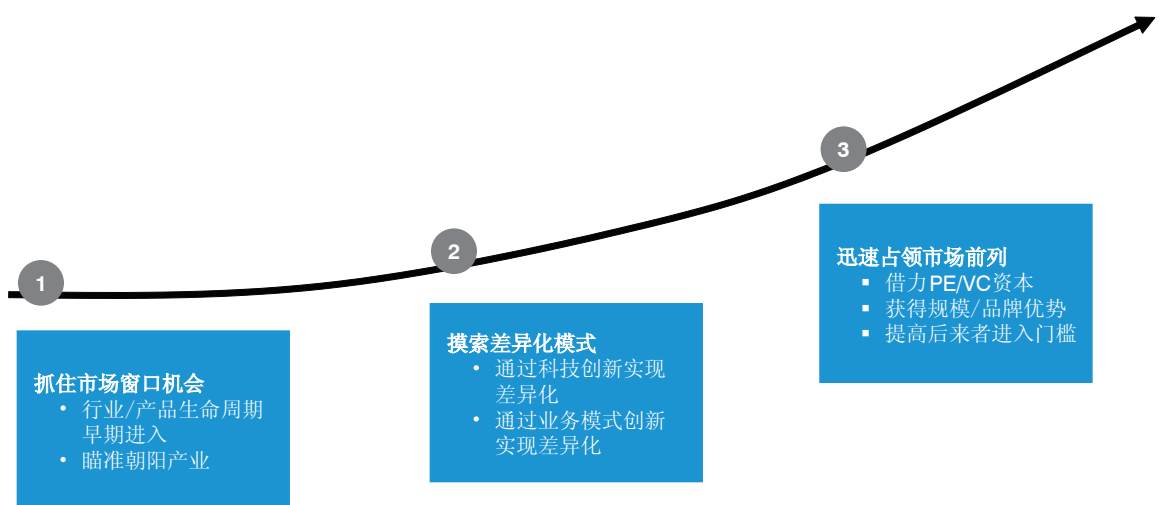 1
抓住市场窗口机会
• 行业/产品生命周期
早期进入
• 瞄准朝阳产业
2
摸索差异化模式
• 通过科技创新实现
差异化
• 通过业务模式创新
实现差异化
3
迅速占领市场前列
▪ 借力PE/VC资本
▪ 获得规模/品牌优势
▪ 提高后来者进入门槛